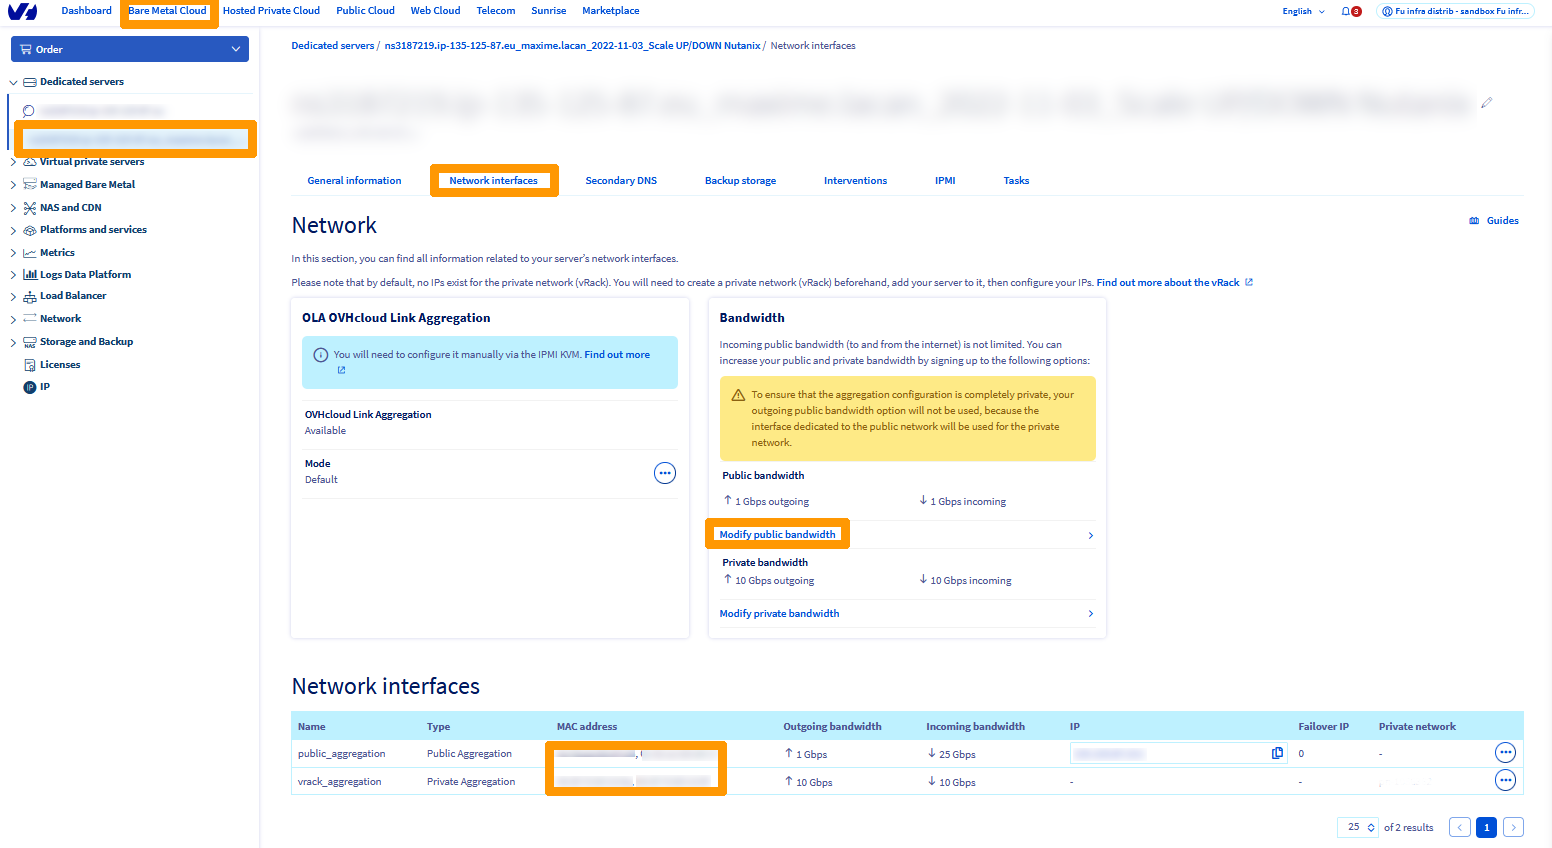 Dashboard Bare Metal Cloud Hosted Private Cloud Public Cloud Web Cloud Telecom Sunrise Marketplace English 3 Fu infra distrib - sandbox Fu infr...
Order
Dedicated servers
Virtual private servers
Managed Bare Metal
NAS and CDN
Platforms and services
Metrics
Logs Data Platform
Load Balancer
Network
Storage and Backup
Licenses
IP IP
Dedicated servers / ns3187219.ip-135-125-87.eu_maxime.lacan_2022-11-03_Scale UP/DOWN Nutanix / Network interfaces
General information Network interfaces Secondary DNS Backup storage Interventions IPMI Tasks
Network
Guides
In this section, you can find all information related to your server's network interfaces.
Please note that by default, no IPs exist for the private network (vRack). You will need to create a private network (vRack) beforehand, add your server to it, then configure your IPs. Find out more about the vRack
OLA OVHcloud Link Aggregation
You will need to configure it manually via the IPMI KVM. Find out more
OVHcloud Link Aggregation
Available
Mode
Default
Bandwidth
Incoming public bandwidth (to and from the internet) is not limited. You can
increase your public and private bandwidth by signing up to the following options:
To ensure that the aggregation configuration is completely private, your
outgoing public bandwidth option will not be used, because the
interface dedicated to the public network will be used for the private
network.
Public bandwidth
1 Gbps outgoing 1 Gbps incoming
Modify public bandwidth
Private bandwidth
10 Gbps outgoing 10 Gbps incoming
Modify private bandwidth
Network interfaces
Name Type MAC address Outgoing bandwidth Incoming bandwidth IP Failover IP Private network
public_aggregation Public Aggregation 1 Gbps 25 Gbps 0 -
vrack_aggregation Private Aggregation 10 Gbps 10 Gbps - -
25 of 2 results 1